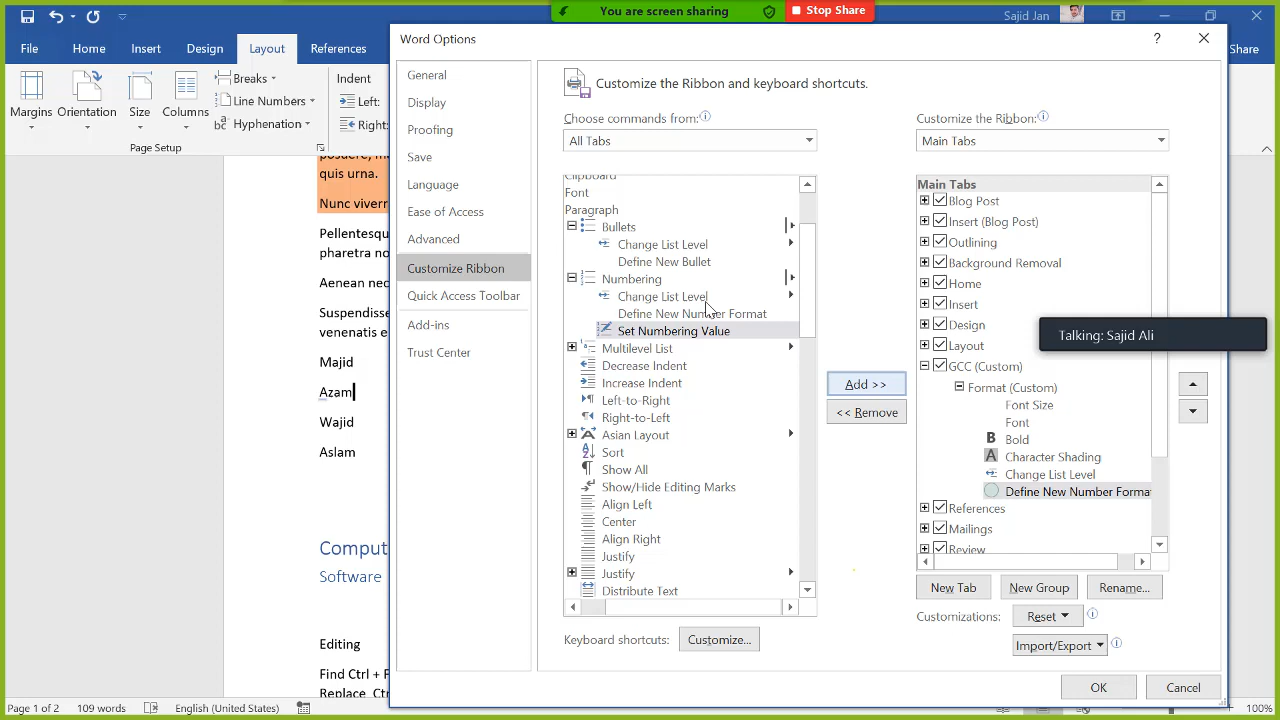 You are screen sharing
Stop Share
Sajid Jan
File
Home
Insert
Design
Layout
References
Share
Margins
Orientation
Size
Columns
Breaks
Line Numbers
Hyphenation
Page Setup
Indent
Left:
Right:
quis urna.
Nunc viverr
Pellentesqu
pharetra no
Aenean nec
Suspendisse
venenatis e
Majid
Azam
Wajid
Aslam
Comput
Software
Editing
Find Ctrl + F
Replace Ctr
Word Options
?
General
Display
Proofing
Save
Language
Ease of Access
Advanced
Customize Ribbon
Quick Access Toolbar
Add-ins
Trust Center
Customize the Ribbon and keyboard shortcuts.
Choose commands from:
All Tabs
Clipboard
Font
Paragraph
Bullets
Change List Level
Define New Bullet
Numbering
Change List Level
Define New Number Format
Set Numbering Value
Multilevel List
Decrease Indent
Increase Indent
Left-to-Right
Right-to-Left
Asian Layout
Sort
Show All
Show/Hide Editing Marks
Align Left
Center
Align Right
Justify
Justify
Distribute Text
Keyboard shortcuts:
Customize...
Add >>
<< Remove
Customize the Ribbon:
Main Tabs
Main Tabs
Blog Post
Insert (Blog Post)
Outlining
Background Removal
Home
Insert
Design
Layout
GCC (Custom)
Format (Custom)
Font Size
Font
B Bold
A Character Shading
Change List Level
Define New Number Forma
References
Mailings
Review
Talking: Sajid Ali
New Tab
New Group
Rename...
Customizations:
Reset
Import/Export
OK
Cancel
Page 1 of 2
109 words
English (United States)
100%